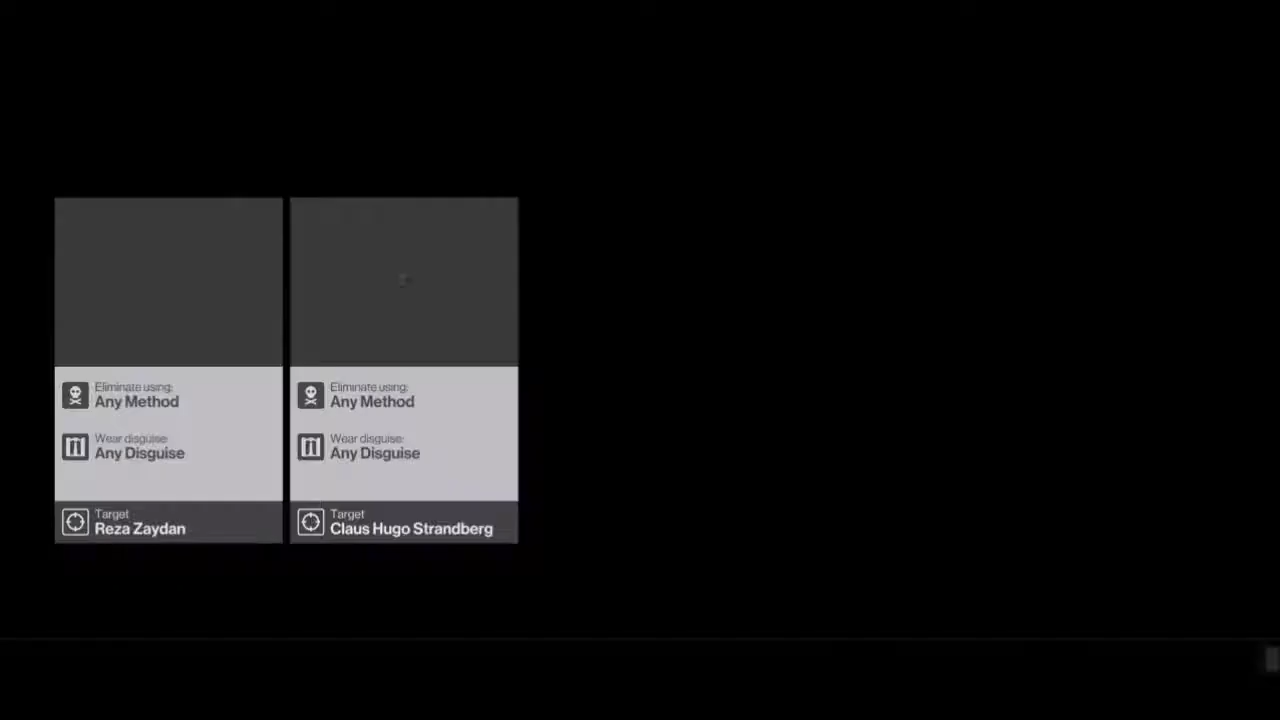 Eliminate using:
Any Method
Wear disguise:
Any Disguise
Target
Reza Zaydan
Eliminate using:
Any Method
Wear disguise:
Any Disguise
Target
Claus Hugo Strandberg